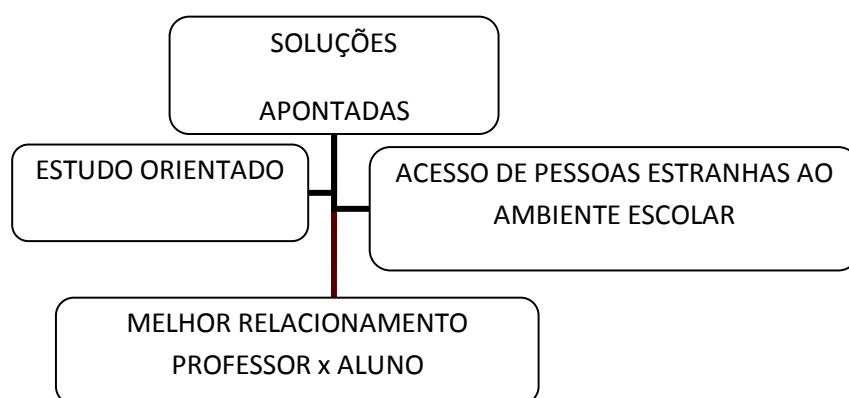 SOLUÇÕES
APONTADAS
ESTUDO ORIENTADO
ACESSO DE PESSOAS ESTRANHAS AO
AMBIENTE ESCOLAR
MELHOR RELACIONAMENTO
PROFESSOR x ALUNO